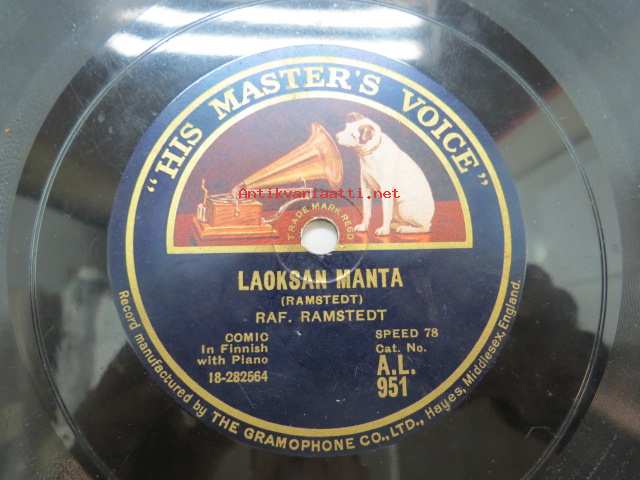 "HIS MASTER'S VOICE"
Antikvariaatti.net
TRADE MARK REGD
LAOKSAN MANTA
(RAMSTEDT)
RAF. RAMSTEDT
COMIC
In Finnish
with Piano
18-282564
SPEED 78
Cat. No.
A.L.
951
Record manufactured by THE GRAMOPHONE CO., LTD., Hayes, Middlesex, England.